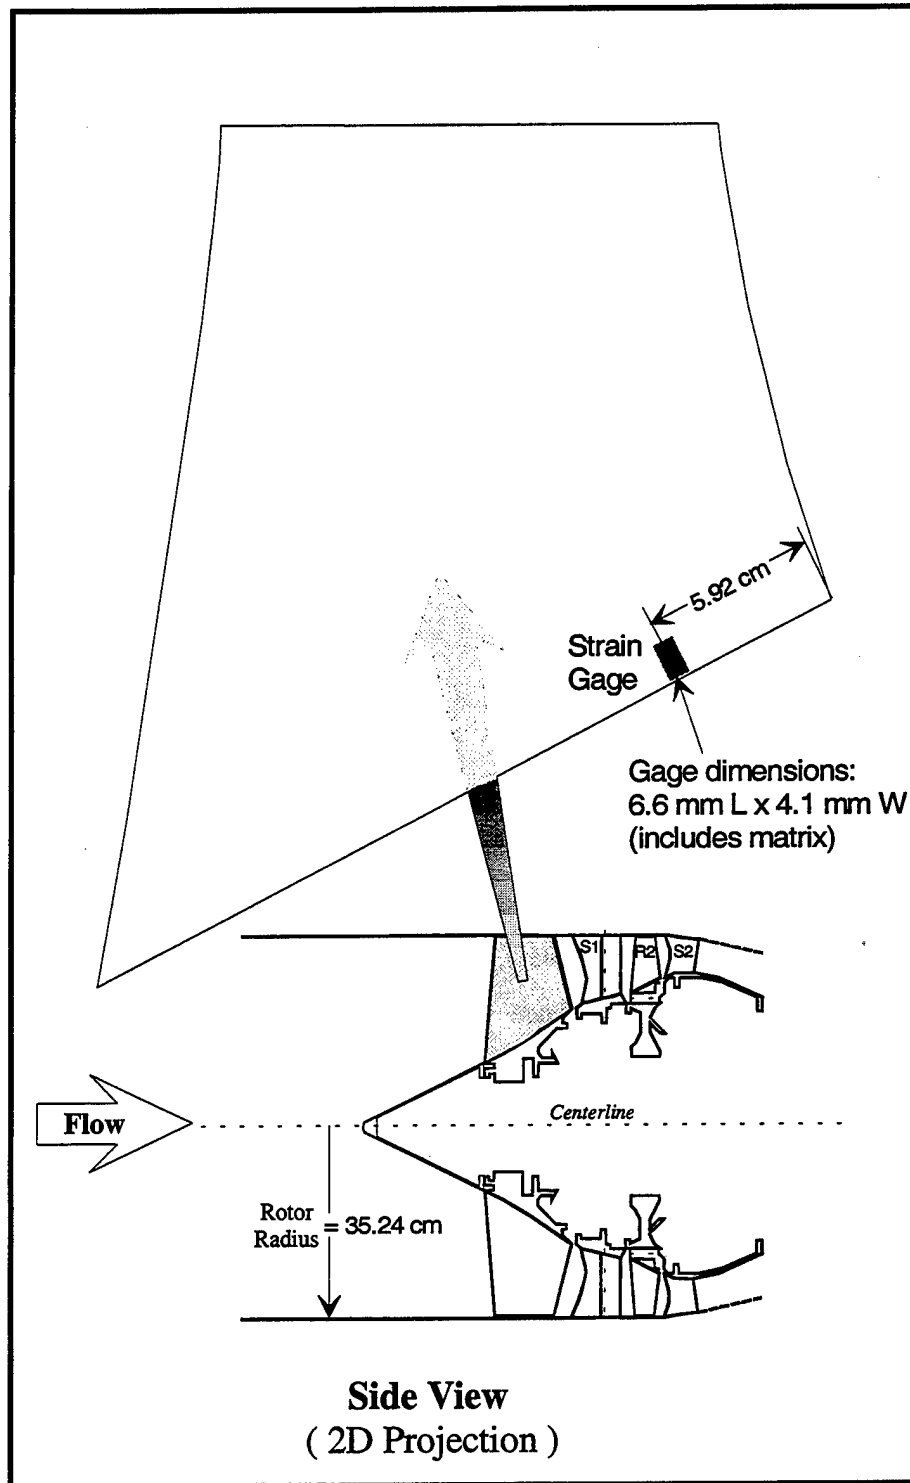 5.92 cm
Strain
Gage
Gage dimensions:
6.6 mm L x 4.1 mm W
(includes matrix)
S1
R2
S2
Flow
Centerline
Rotor
Radius = 35.24 cm
Side View
( 2D Projection )